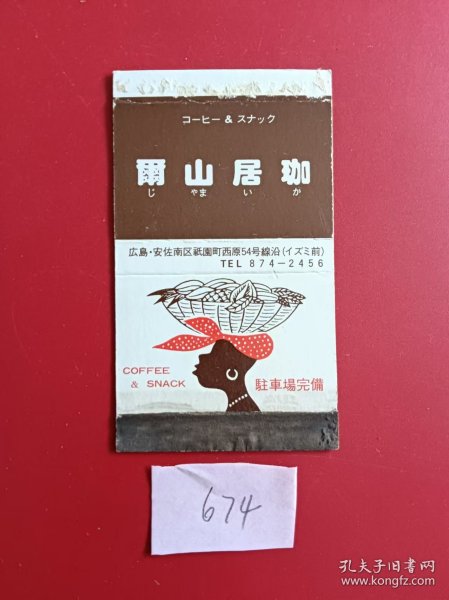 コーヒー & スナック
爾山居珈
じやまいか
広島・安佐南区祇園町西原54号線沿(イズミ前)
TEL 874-2456
COFFEE
& SNACK
駐車場完備
674
孔夫子旧书网
www.kongfz.com